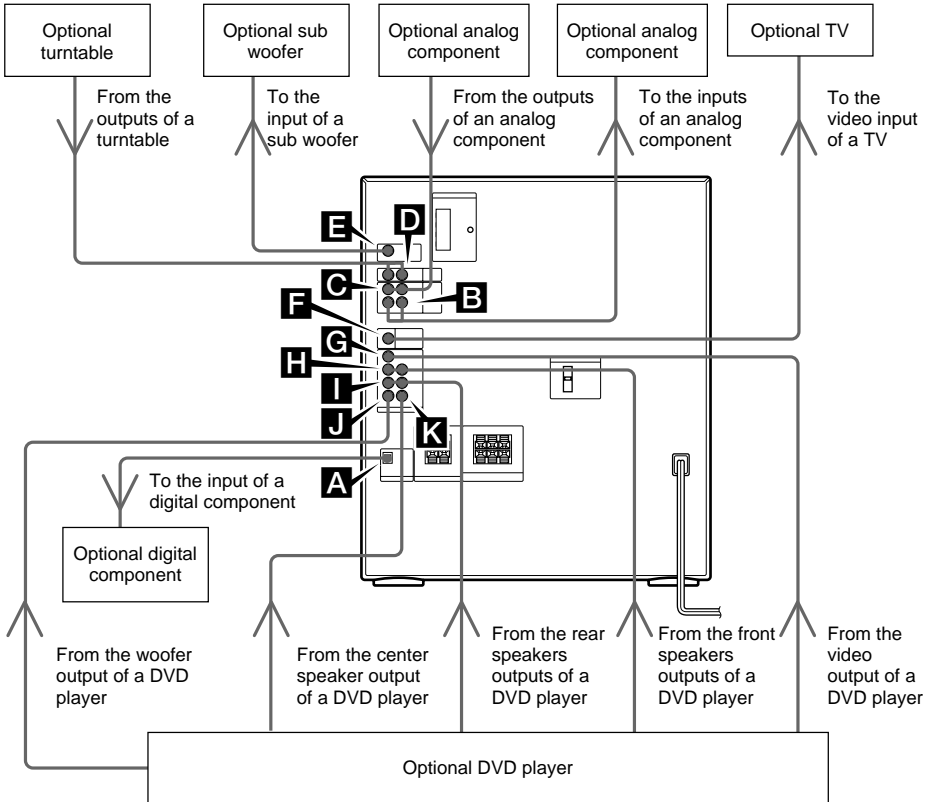 Optional
turntable
Optional sub
woofer
Optional analog
component
Optional analog
component
Optional TV
From the
outputs of a
turntable
To the
input of a
sub woofer
From the outputs
of an analog
component
To the inputs
of an analog
component
To the
video input
of a TV
E
D
C
B
F
G
H
I
J
K
A
To the input of a
digital component
Optional digital
component
From the woofer
output of a DVD
player
From the center
speaker output
of a DVD player
From the rear
speakers
outputs of a
DVD player
From the front
speakers
outputs of a
DVD player
From the
video
output of a
DVD player
Optional DVD player